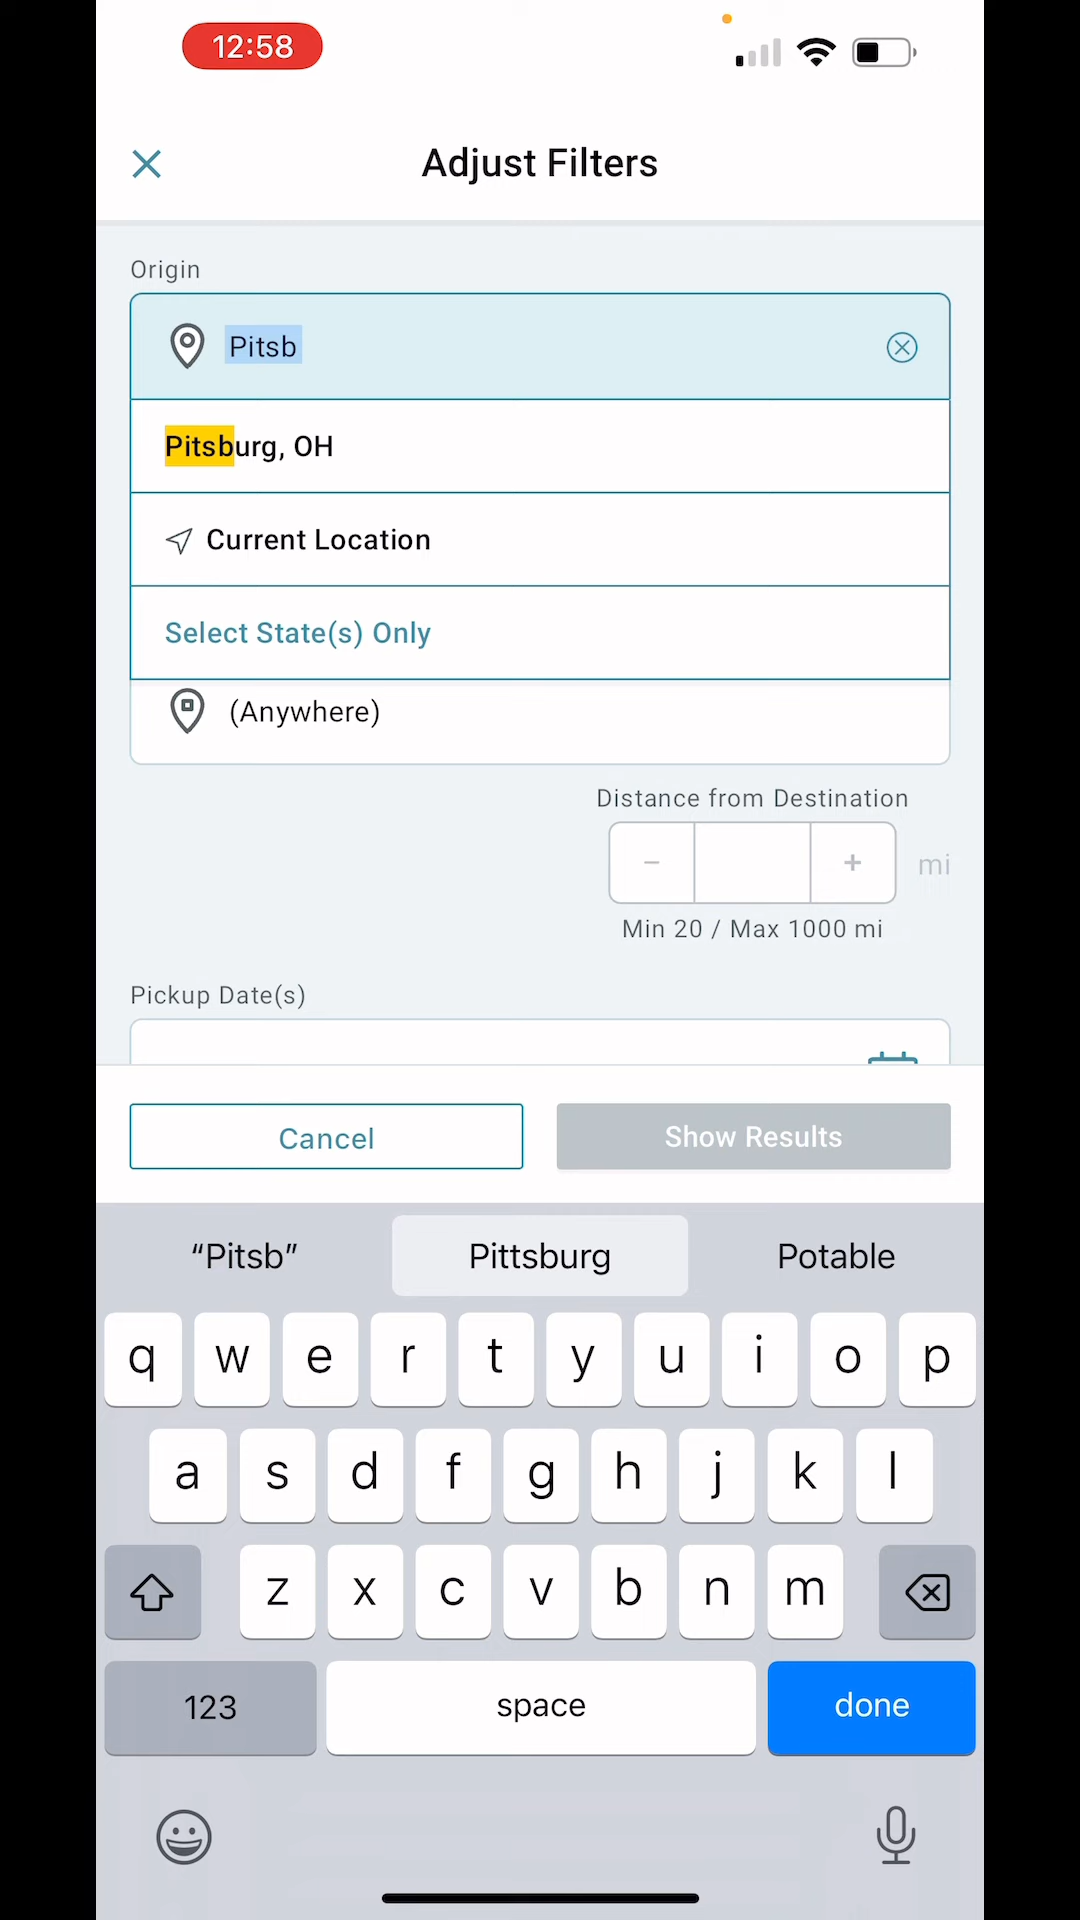 12:58
Adjust Filters
Origin
Pitsb
Pitsburg, OH
Current Location
Select State(s) Only
(Anywhere)
Distance from Destination
− + mi
Min 20 / Max 1000 mi
Pickup Date(s)
Cancel Show Results
“Pitsb” Pittsburg Potable
q w e r t y u i o p
a s d f g h j k l
z x c v b n m
123 space done